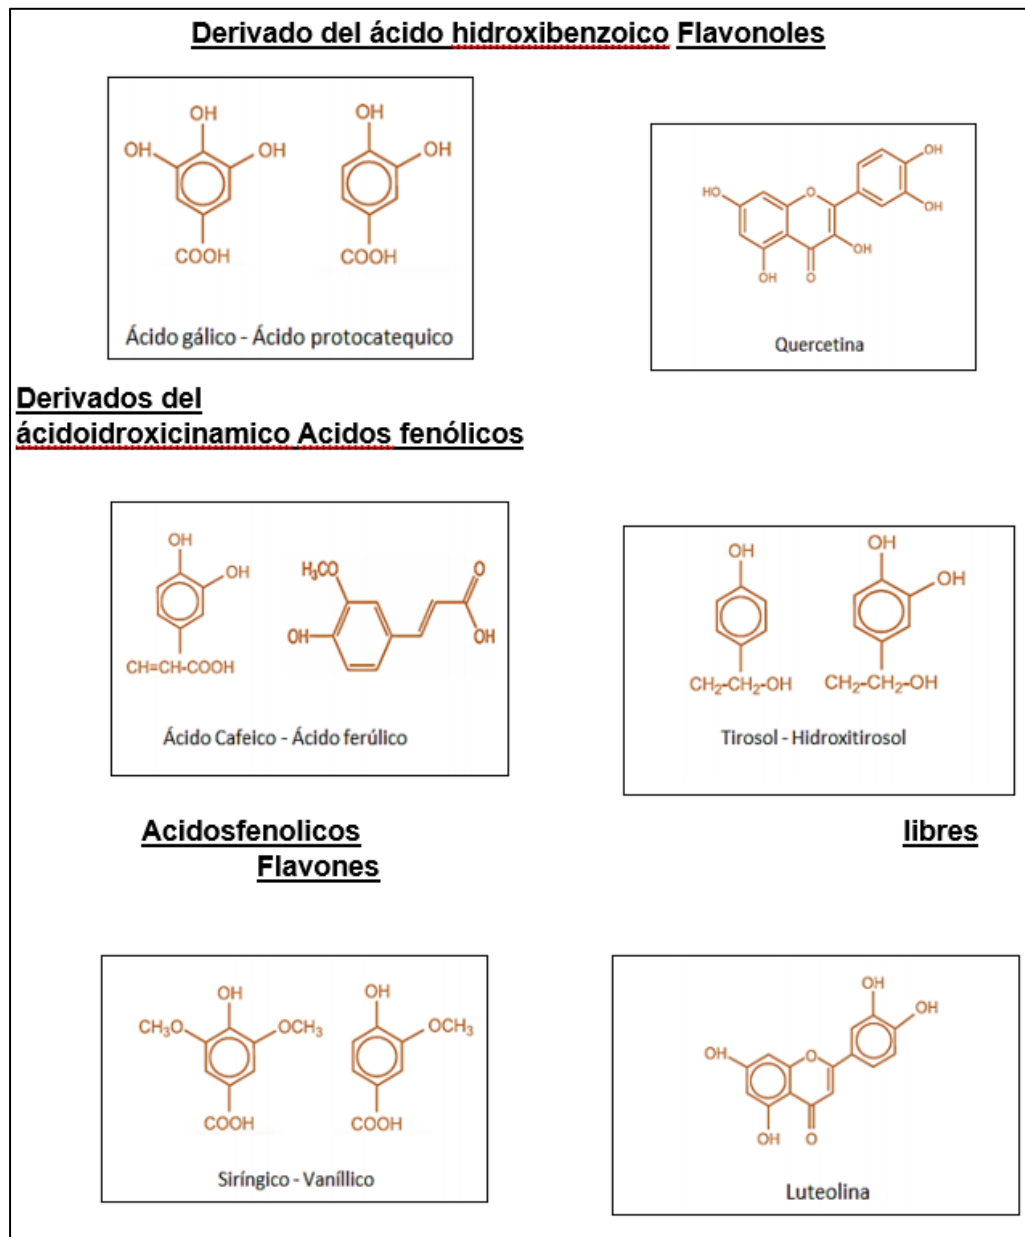 Derivado del ácido hidroxibenzoico Flavonoles
OH
OH
OH
COOH
OH
OH
COOH
Ácido gálico - Ácido protocatequico
HO
O
OH
OH
OH
OH
O
Quercetina
Derivados del
ácidoidroxicinamico Acidos fenólicos
OH
OH
CH=CH-COOH
H₃CO
O
OH
OH
Ácido Cafeico - Ácido ferúlico
OH
CH₂-CH₂-OH
OH
OH
CH₂-CH₂-OH
Tirosol - Hidroxitirosol
Acidosfenolicos libres
Flavones
OH
CH₃O
OCH₃
COOH
OH
OCH₃
COOH
Siríngico - Vaníllico
OH
OH
OH
O
OH
O
Luteolina